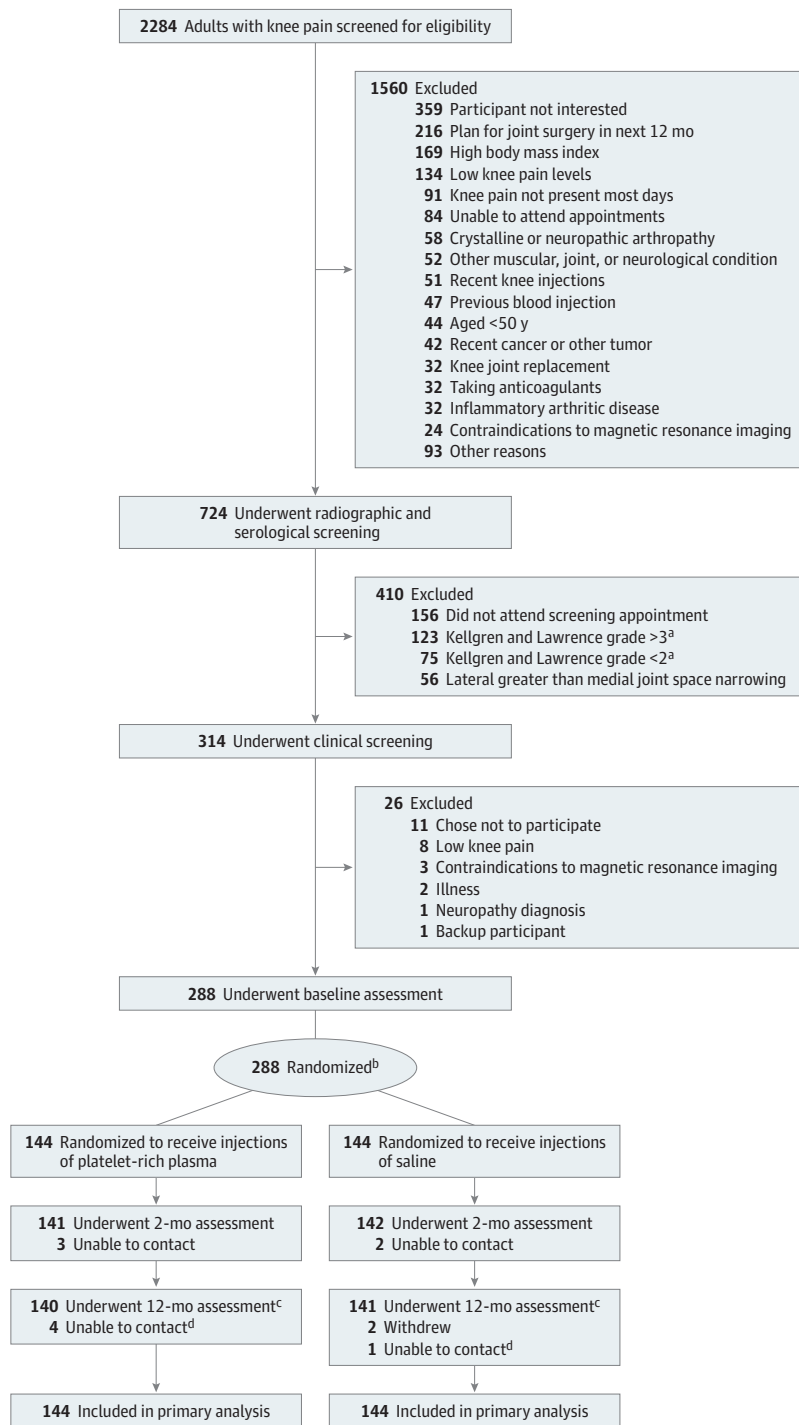 2284 Adults with knee pain screened for eligibility
1560 Excluded
359 Participant not interested
216 Plan for joint surgery in next 12 mo
169 High body mass index
134 Low knee pain levels
91 Knee pain not present most days
84 Unable to attend appointments
58 Crystalline or neuropathic arthropathy
52 Other muscular, joint, or neurological condition
51 Recent knee injections
47 Previous blood injection
44 Aged <50 y
42 Recent cancer or other tumor
32 Knee joint replacement
32 Taking anticoagulants
32 Inflammatory arthritic disease
24 Contraindications to magnetic resonance imaging
93 Other reasons
724 Underwent radiographic and
serological screening
410 Excluded
156 Did not attend screening appointment
123 Kellgren and Lawrence grade >3a
75 Kellgren and Lawrence grade <2a
56 Lateral greater than medial joint space narrowing
314 Underwent clinical screening
26 Excluded
11 Chose not to participate
8 Low knee pain
3 Contraindications to magnetic resonance imaging
2 Illness
1 Neuropathy diagnosis
1 Backup participant
288 Underwent baseline assessment
288 Randomizedb
144 Randomized to receive injections
of platelet-rich plasma
144 Randomized to receive injections
of saline
141 Underwent 2-mo assessment
3 Unable to contact
142 Underwent 2-mo assessment
2 Unable to contact
140 Underwent 12-mo assessmentc
4 Unable to contactd
141 Underwent 12-mo assessmentc
2 Withdrew
1 Unable to contactd
144 Included in primary analysis
144 Included in primary analysis